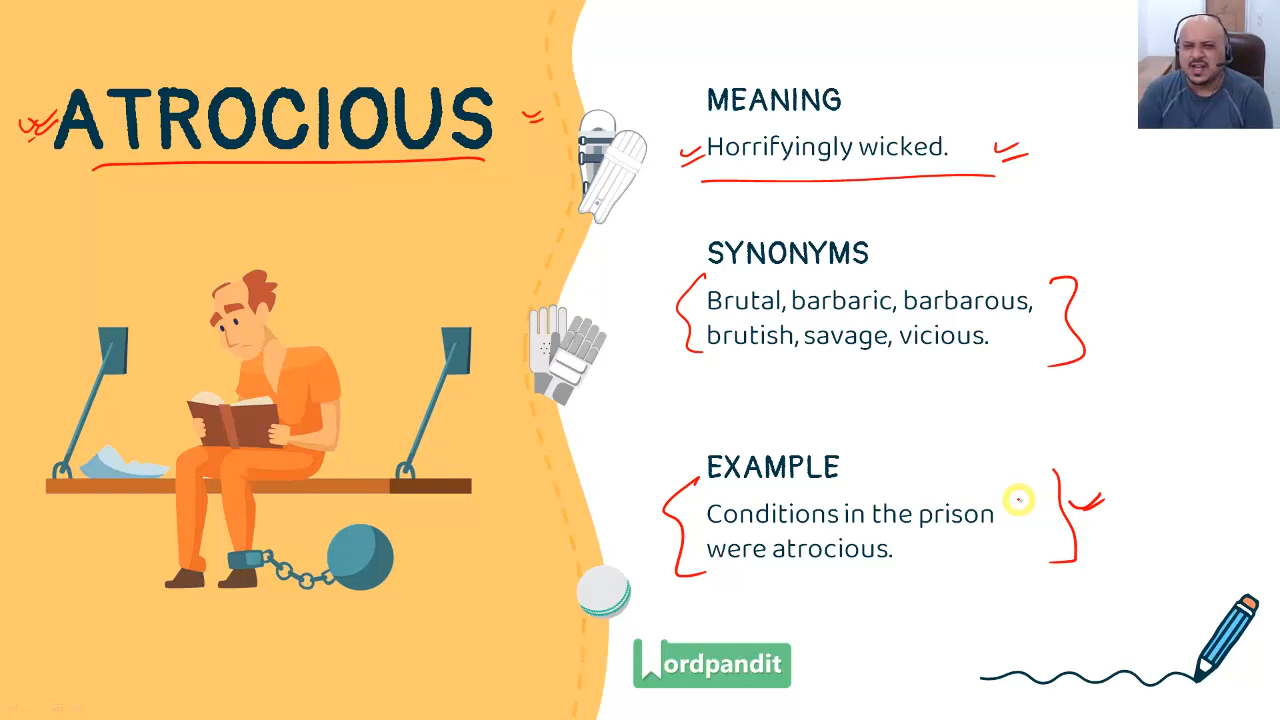 ATROCIOUS
MEANING
Horrifyingly wicked.
SYNONYMS
Brutal, barbaric, barbarous,
brutish, savage, vicious.
EXAMPLE
Conditions in the prison
were atrocious.
Wordpandit